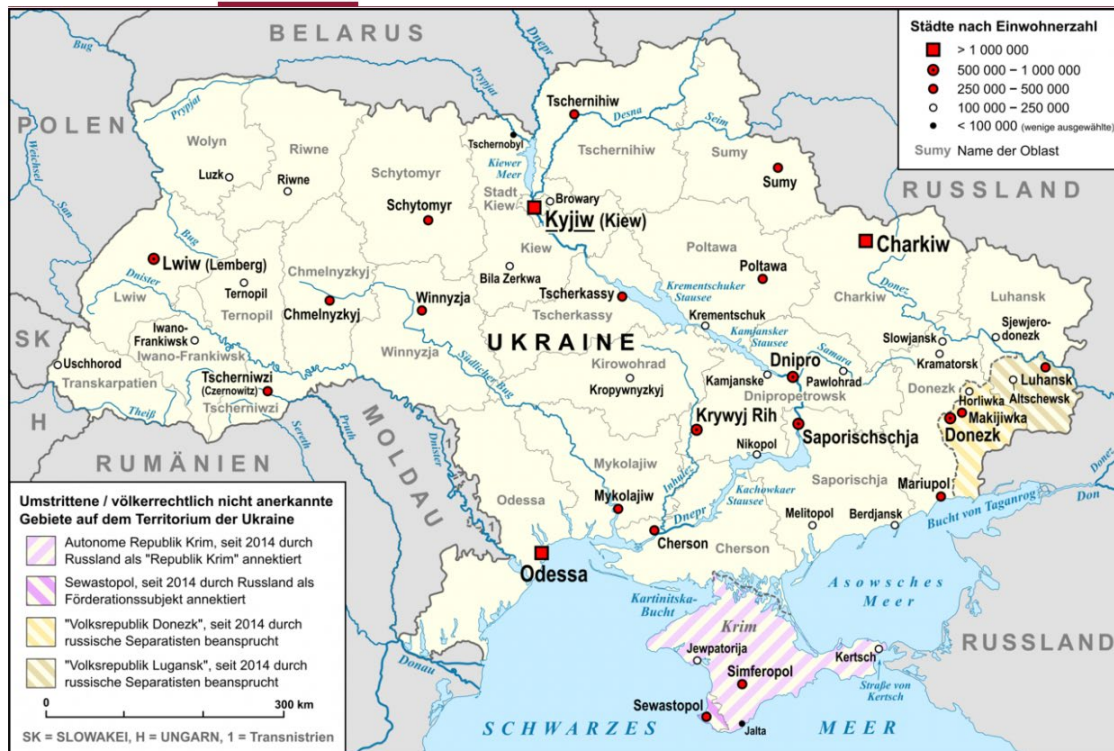 BELARUS
POLEN
RUSSLAND
Städte nach Einwohnerzahl
> 1 000 000
500 000 – 1 000 000
250 000 – 500 000
100 000 – 250 000
< 100 000 (wenige ausgewählte)
Sumy Name der Oblast
Bug
Dnepr
Prypjat
Prypjat
Weichsel
San
Bug
Wolyn
Luzk
Riwne
Riwne
Tschernobyl
Kiewer
Meer
Tschernihiw
Desna
Seim
Tschernihiw
Sumy
Sumy
Schytomyr
Schytomyr
Stadt
Kiew
Browary
Kyjiw (Kiew)
Kiew
Bila Zerkwa
Charkiw
Poltawa
Poltawa
Charkiw
Donez
Luhansk
Lwiw (Lemberg)
Dnister
Lwiw
Ternopil
Ternopil
Chmelnyzkyj
Chmelnyzkyj
Winnyzja
Winnyzja
Tscherkassy
Tscherkassy
Krementschuker
Stausee
Krementschuk
Kamjansker
Stausee
Slowjansk
Kramatorsk
Sjewjero-
donezk
SK
H
Uschhorod
Transkarpatien
Theiß
Iwano-
Frankiwsk
Iwano-Frankiwsk
Tscherniwzi
(Czernowitz)
Tscherniwzi
Sereth
Pruth
Dnister
Südlicher Bug
UKRAINE
Kirowohrad
Kropywnyzkyj
Dnipro
Samara
Kamjanske
Pawlohrad
Dnipropetrowsk
Donezk
Horliwka
Luhansk
Altschewsk
Makijiwka
Donezk
Krywyj Rih
Saporischschja
Nikopol
RUMÄNIEN
MOLDAU
1
1
Mykolajiw
Mykolajiw
Inhulez
Odessa
Odessa
Cherson
Cherson
Dnepr
Kachowkaer
Stausee
Saporischja
Melitopol
Berdjansk
Mariupol
Bucht von Taganrog
Don
Donez
Asowsches
Meer
RUSSLAND
Kartinitska-
Bucht
Krim
Jewpatorija
Simferopol
Sewastopol
Jalta
Kertsch
Straße von
Kertsch
Donau
SCHWARZES MEER
Umstrittene / völkerrechtlich nicht anerkannte
Gebiete auf dem Territorium der Ukraine
Autonome Republik Krim, seit 2014 durch
Russland als "Republik Krim" annektiert
Sewastopol, seit 2014 durch Russland als
Förderationssubjekt annektiert
"Volksrepublik Donezk", seit 2014 durch
russische Separatisten beansprucht
"Volksrepublik Lugansk", seit 2014 durch
russische Separatisten beansprucht
0 300 km
SK = SLOWAKEI, H = UNGARN, 1 = Transnistrien